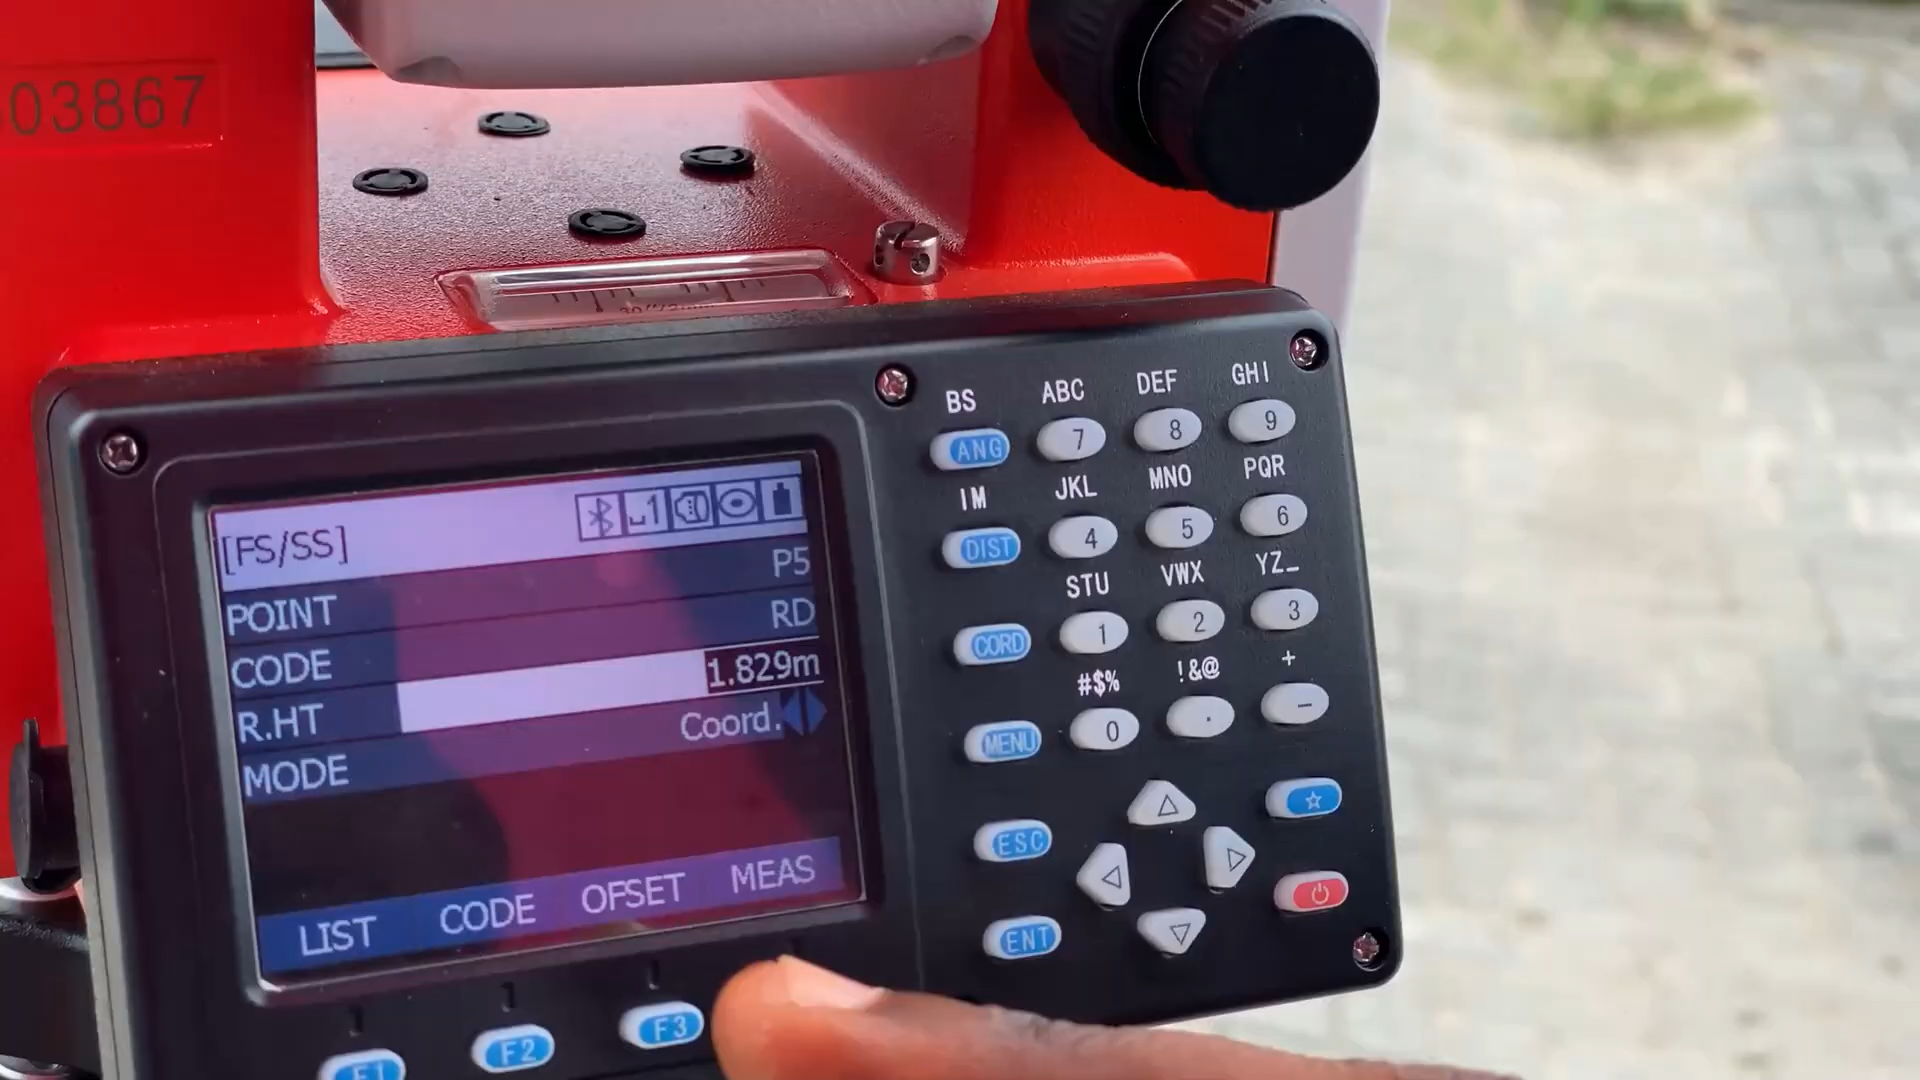 03867
[FS/SS]
P5
POINT
RD
CODE
1.829m
R.HT
Coord.
MODE
LIST CODE OFSET MEAS
F1 F2 F3
BS ABC DEF GHI
ANG 7 8 9
IM JKL MNO PQR
DIST 4 5 6
STU VWX YZ_
CORD 1 2 3
#$% !&@ +
MENU 0 . -
ESC
ENT